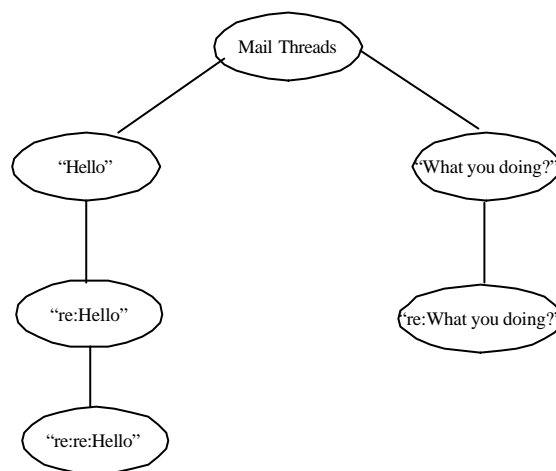 Mail Threads
“Hello”
“What you doing?”
“re:Hello”
“re:What you doing?”
“re:re:Hello”